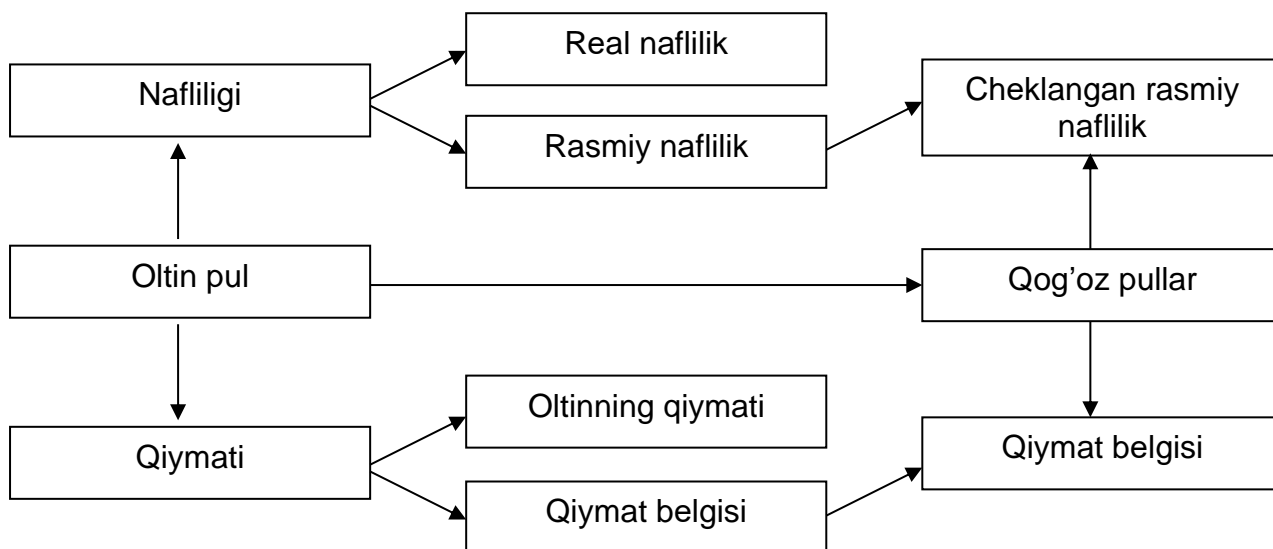 Real naflilik
Nafliligi
Cheklangan rasmiy
naflilik
Rasmiy naflilik
Oltin pul
Qog’oz pullar
Oltinning qiymati
Qiymati
Qiymat belgisi
Qiymat belgisi